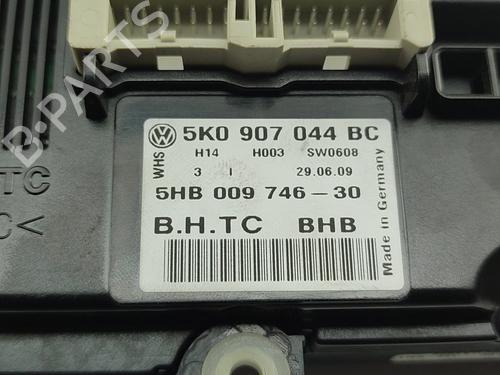 B-PARTS
5K0 907 044 BC
WHS
H14 H003 SW0608
3 I 29.06.09
5HB 009 746-30
B.H.TC BHB
Made in Germany
TC
C<